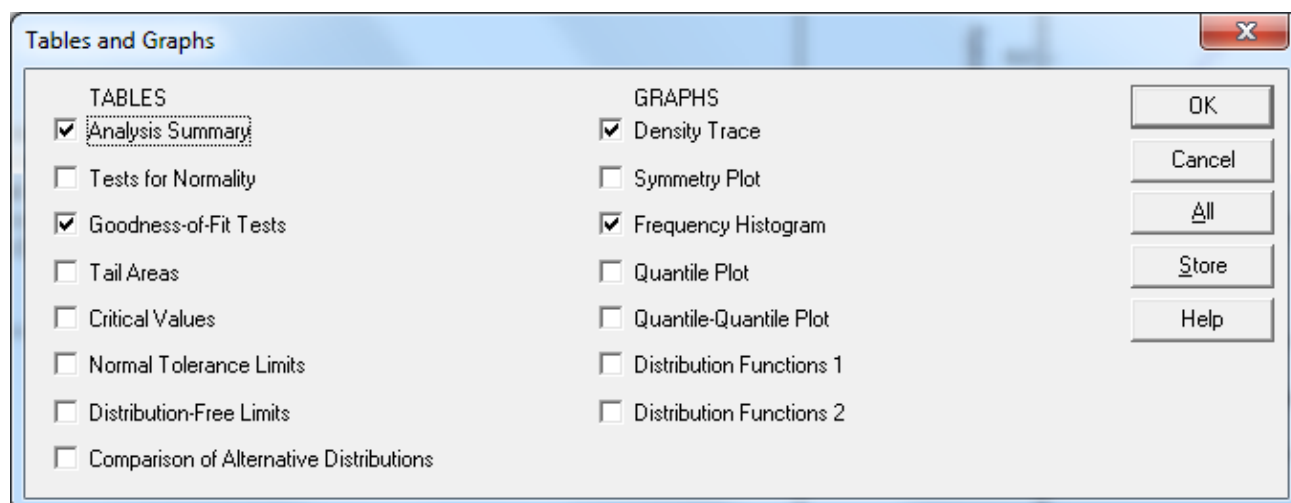 Tables and Graphs
TABLES
Analysis Summary
Tests for Normality
Goodness-of-Fit Tests
Tail Areas
Critical Values
Normal Tolerance Limits
Distribution-Free Limits
Comparison of Alternative Distributions
GRAPHS
Density Trace
Symmetry Plot
Frequency Histogram
Quantile Plot
Quantile-Quantile Plot
Distribution Functions 1
Distribution Functions 2
OK
Cancel
All
Store
Help